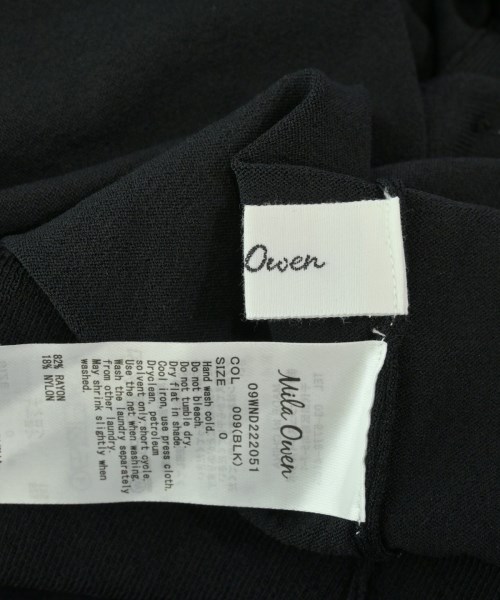 Owen
Mila Owen
09WND222051
COL 009(BLK)
SIZE 0
Hand wash cold.
Do not bleach.
Do not tumble dry.
Dry flat in shade.
Cool iron, use press cloth.
Dryclean, petroleum
solvent only, short cycle.
Use the net when washing.
Wash the laundry separately
from other laundry.
May shrink slightly when
washed.
82% RAYON
18% NYLON